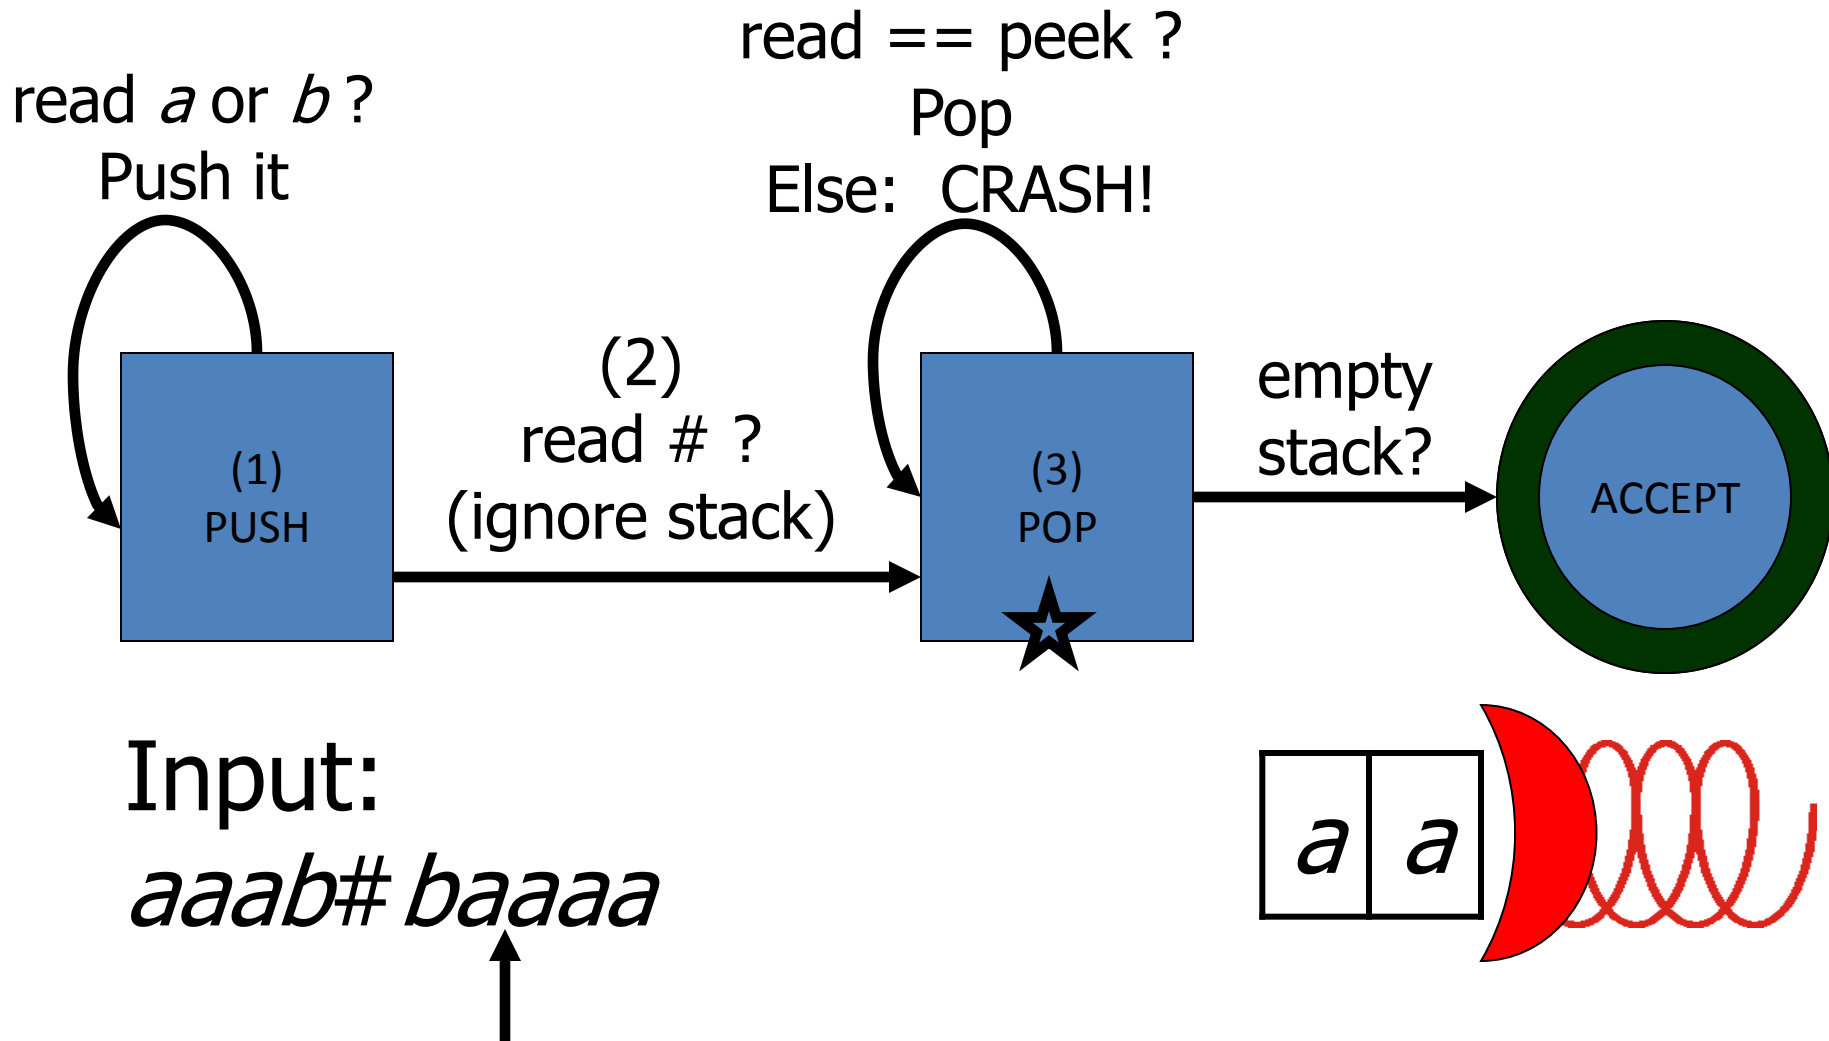 read a or b ?
Push it
read == peek ?
Pop
Else: CRASH!
(1)
PUSH
(2)
read # ?
(ignore stack)
(3)
POP
empty
stack?
ACCEPT
Input:
aaab#baaaa
a a